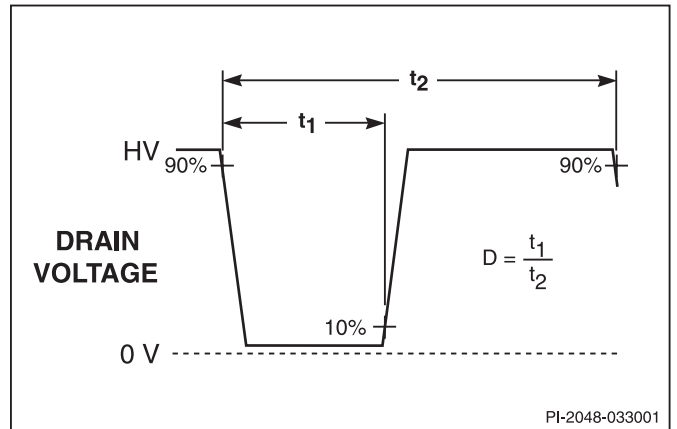 t2
t1
HV
90%
90%
DRAIN
VOLTAGE
D = t1
t2
10%
0 V
PI-2048-033001